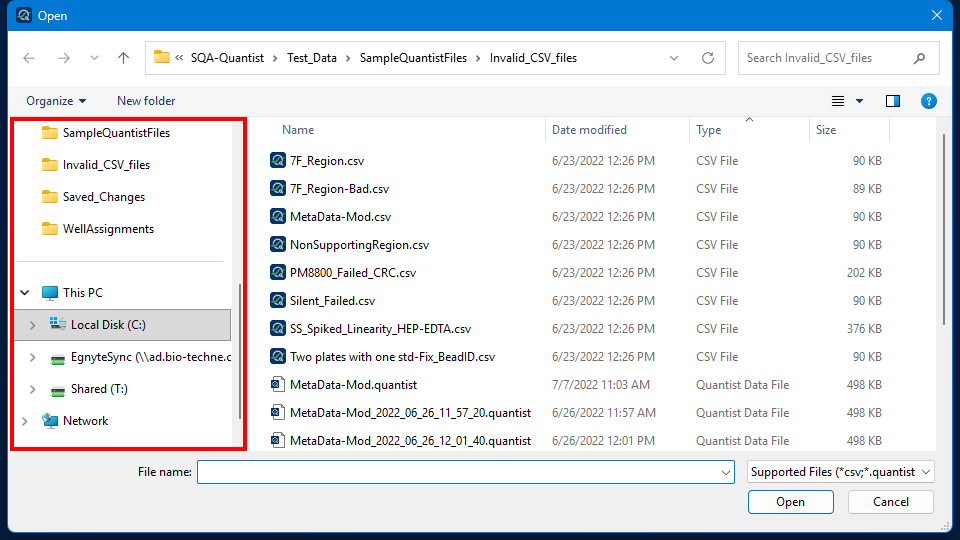 Open
« SQA-Quantist > Test_Data > SampleQuantistFiles > Invalid_CSV_files
Search Invalid_CSV_files
Organize
New folder
?
SampleQuantistFiles
Invalid_CSV_files
Saved_Changes
WellAssignments
This PC
Local Disk (C:)
EgnyteSync (\\ad.bio-techne.c
Shared (T:)
Network
Name Date modified Type Size
7F_Region.csv 6/23/2022 12:26 PM CSV File 90 KB
7F_Region-Bad.csv 6/23/2022 12:26 PM CSV File 89 KB
MetaData-Mod.csv 6/23/2022 12:26 PM CSV File 90 KB
NonSupportingRegion.csv 6/23/2022 12:26 PM CSV File 90 KB
PM8800_Failed_CRC.csv 6/23/2022 12:26 PM CSV File 202 KB
Silent_Failed.csv 6/23/2022 12:26 PM CSV File 90 KB
SS_Spiked_Linearity_HEP-EDTA.csv 6/23/2022 12:26 PM CSV File 376 KB
Two plates with one std-Fix_BeadID.csv 6/23/2022 12:26 PM CSV File 90 KB
MetaData-Mod.quantist 7/7/2022 11:03 AM Quantist Data File 498 KB
MetaData-Mod_2022_06_26_11_57_20.quantist 6/26/2022 11:57 AM Quantist Data File 498 KB
MetaData-Mod_2022_06_26_12_01_40.quantist 6/26/2022 12:01 PM Quantist Data File 498 KB
File name:
Supported Files (*csv;*.quantist
Open
Cancel